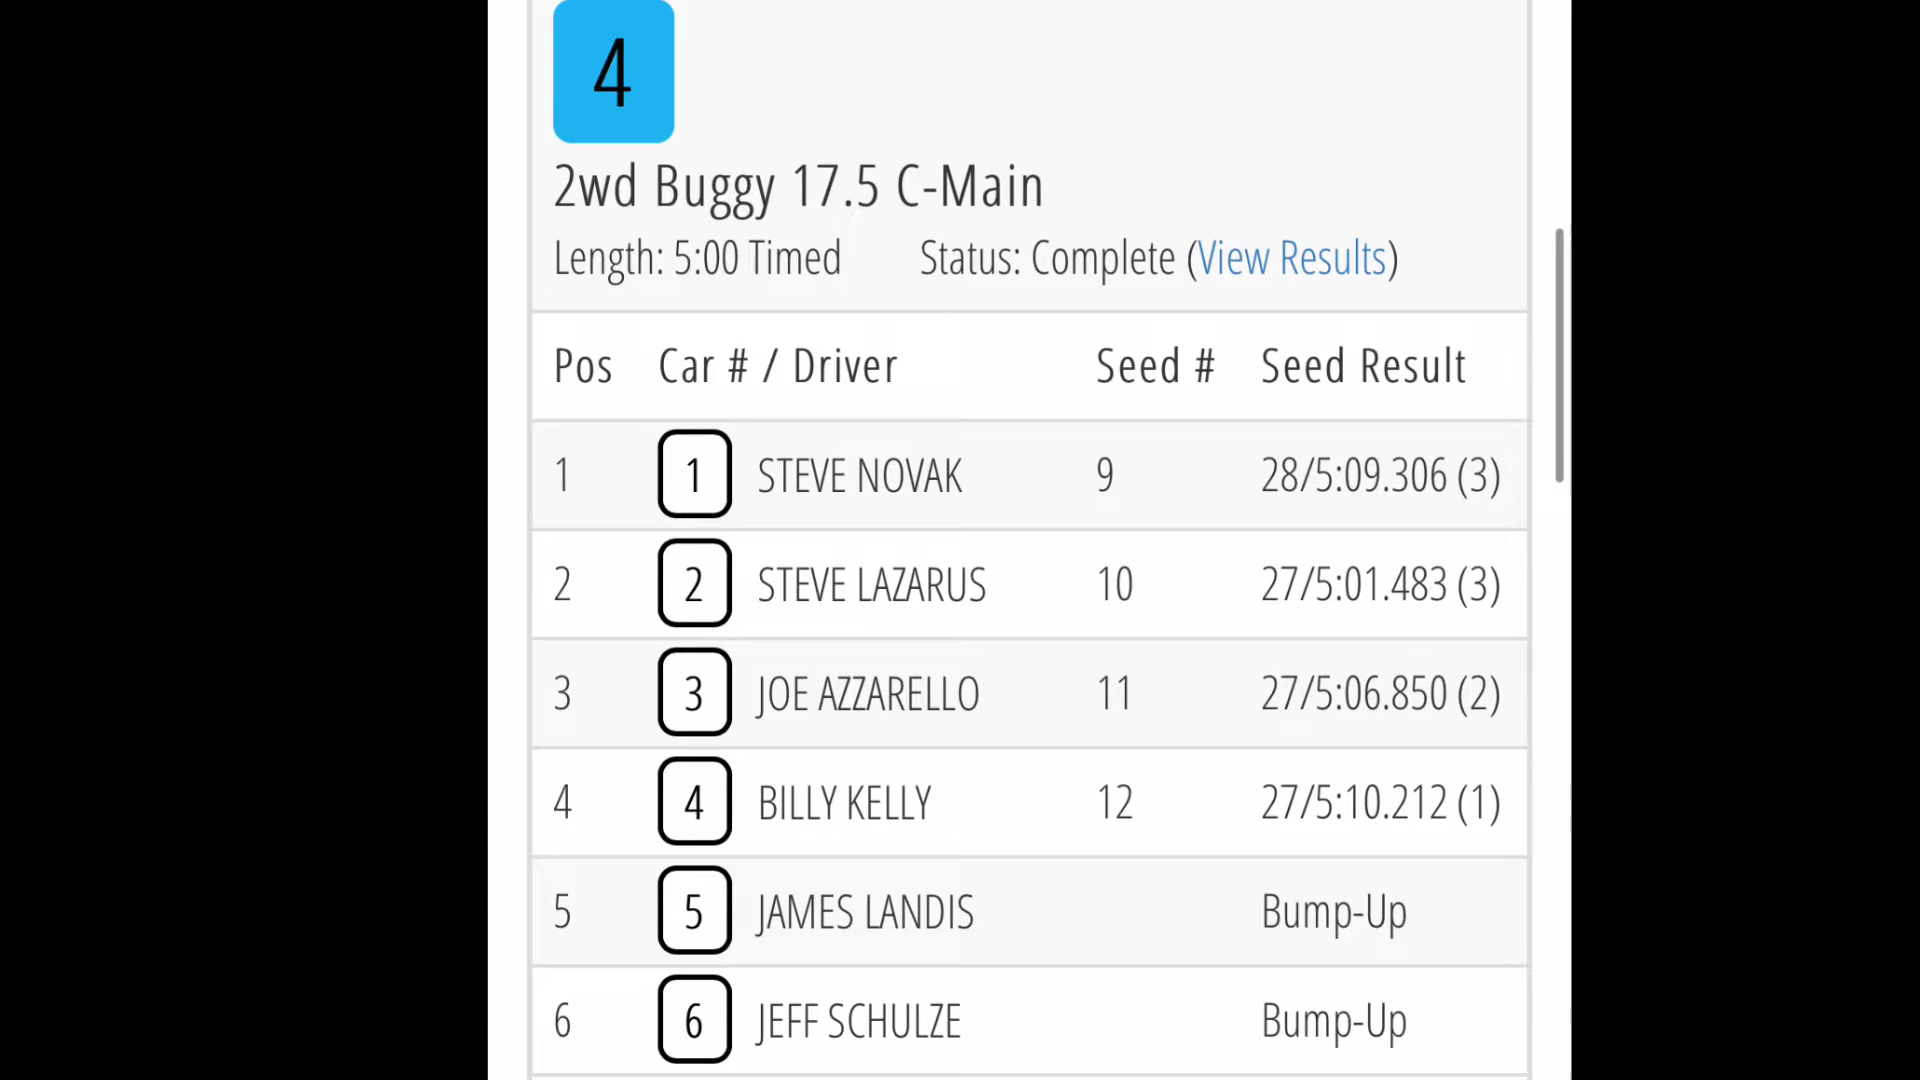 4
2wd Buggy 17.5 C-Main
Length: 5:00 Timed Status: Complete (View Results)
Pos Car # / Driver Seed # Seed Result
1 1 STEVE NOVAK 9 28/5:09.306 (3)
2 2 STEVE LAZARUS 10 27/5:01.483 (3)
3 3 JOE AZZARELLO 11 27/5:06.850 (2)
4 4 BILLY KELLY 12 27/5:10.212 (1)
5 5 JAMES LANDIS Bump-Up
6 6 JEFF SCHULZE Bump-Up